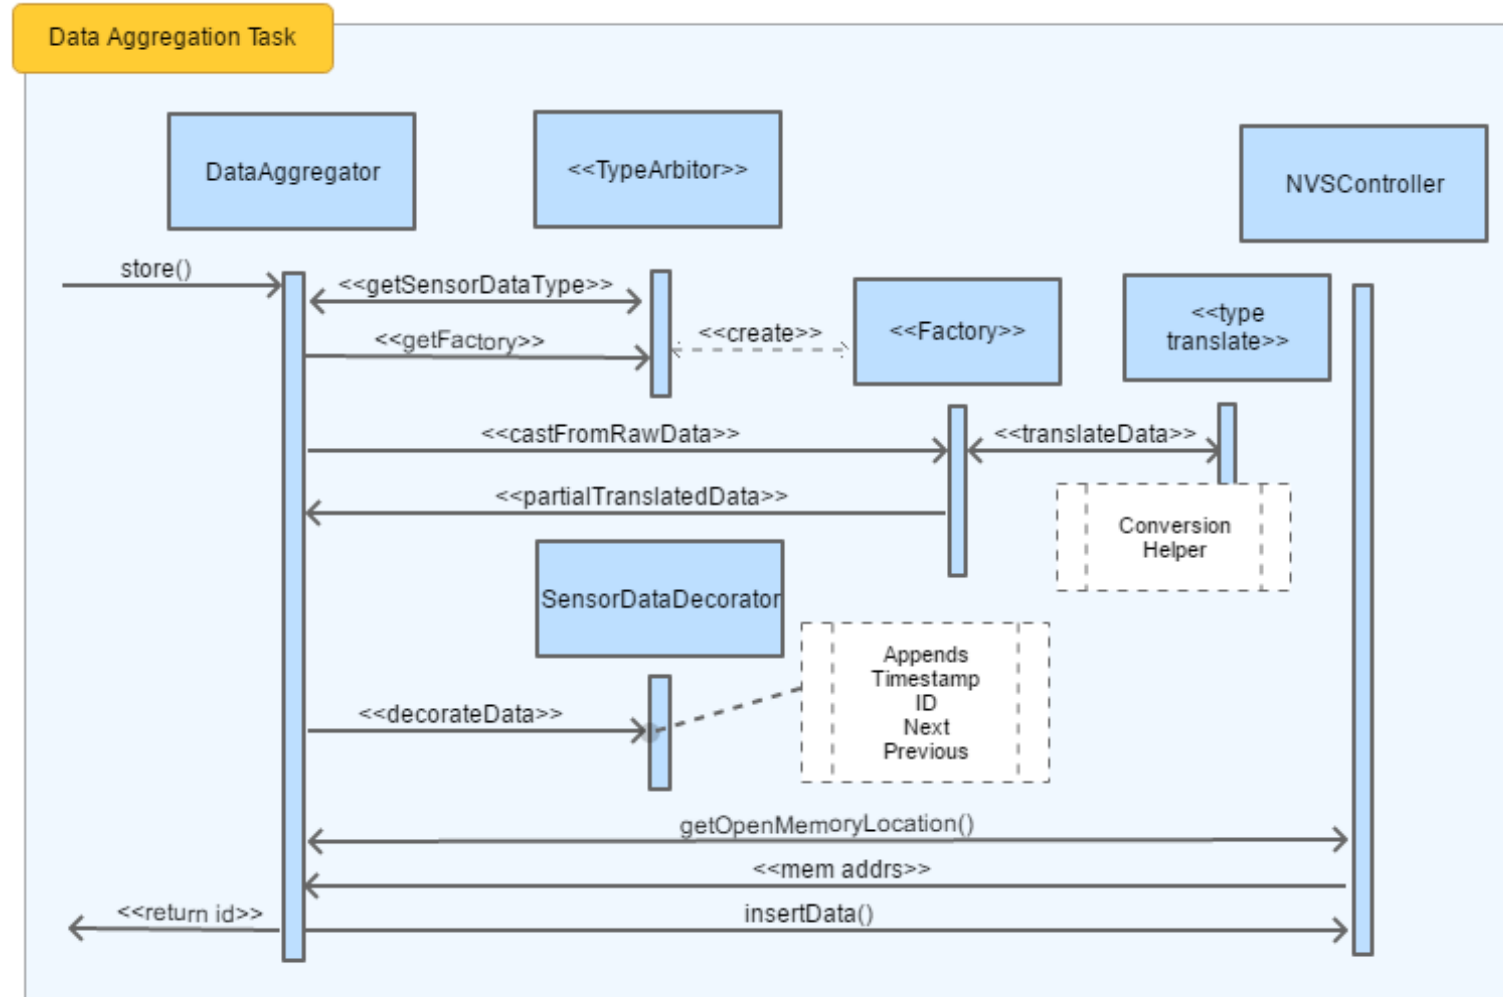 Data Aggregation Task
DataAggregator
<<TypeArbitor>>
NVSController
store()
<<getSensorDataType>>
<<getFactory>>
<<create>>
<<Factory>>
<<type
translate>>
<<castFromRawData>>
<<translateData>>
<<partialTranslatedData>>
Conversion
Helper
SensorDataDecorator
Appends
Timestamp
ID
Next
Previous
<<decorateData>>
getOpenMemoryLocation()
<<mem addrs>>
<<return id>>
insertData()